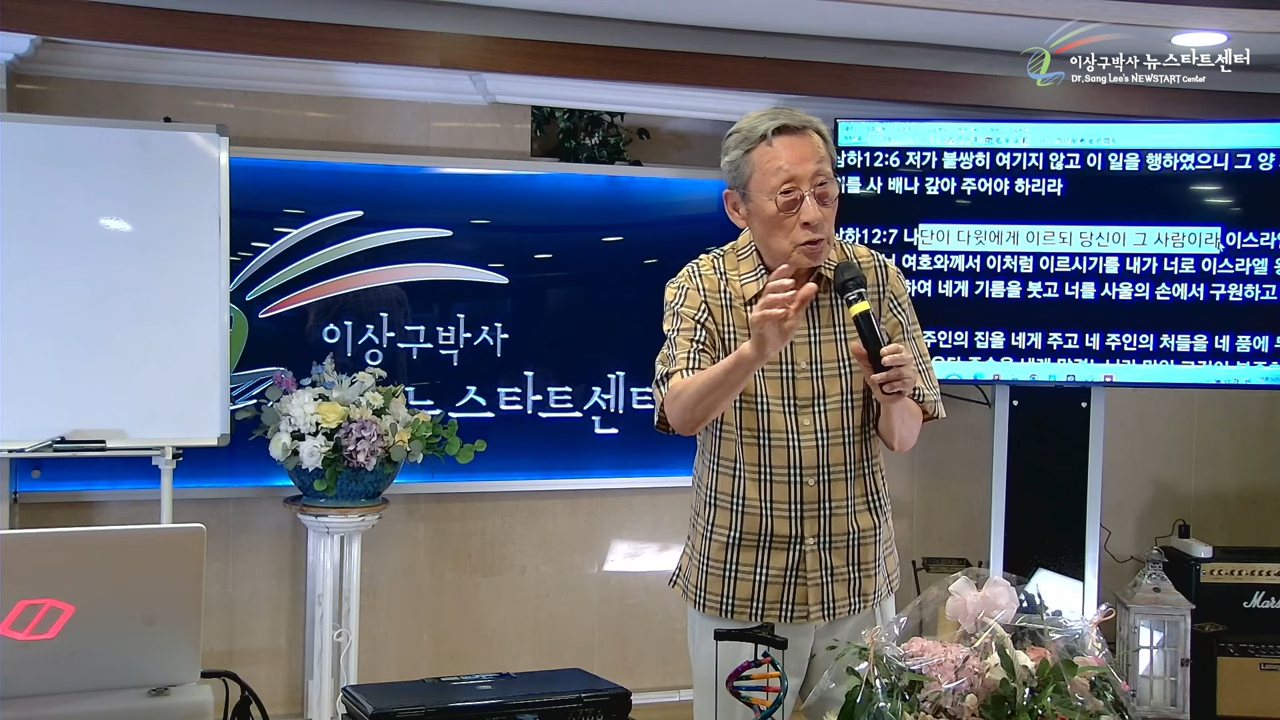 이상구박사 뉴스타트센터
Dr. Sang Lee's NEWSTART Center
이상구박사
뉴스타트센터
삼하12:6 저가 불쌍히 여기지 않고 이 일을 행하였으니 그 양
를 사 배나 갚아 주어야 하리라
삼하12:7 나단이 다윗에게 이르되 당신이 그 사람이라 이스라엘
여호와께서 이처럼 이르시기를 내가 너로 이스라엘
하여 네게 기름을 붓고 너를 사울의 손에서 구원하고
주인의 집을 네게 주고 네 주인의 처들을 네 품에